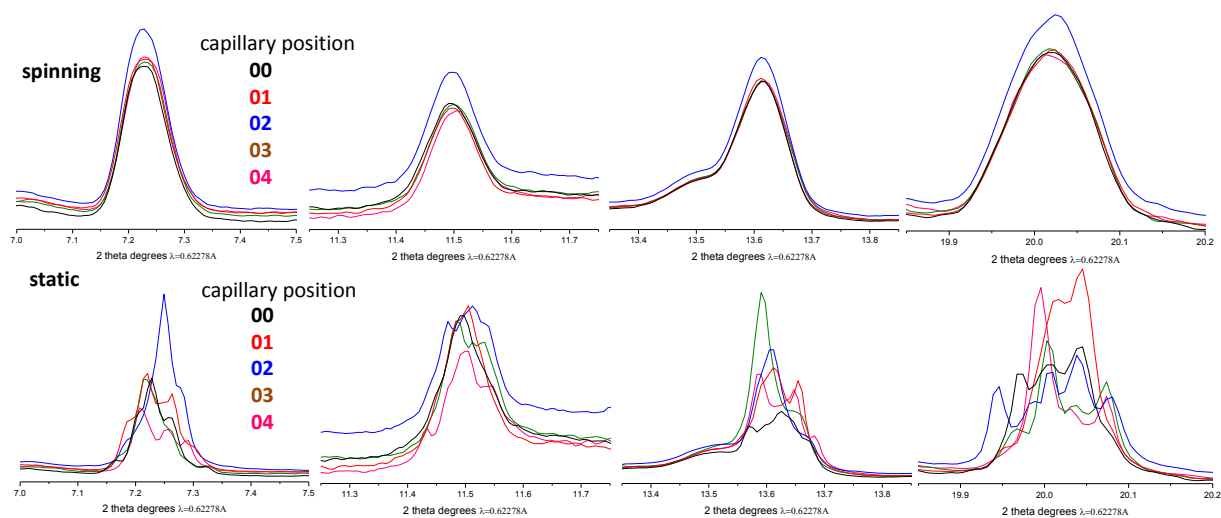 spinning
capillary position
00
01
02
03
04
7.0 7.1 7.2 7.3 7.4 7.5
2 theta degrees λ=0.62278A
11.3 11.4 11.5 11.6 11.7
2 theta degrees λ=0.62278A
13.4 13.5 13.6 13.7 13.8
2 theta degrees λ=0.62278A
19.9 20.0 20.1 20.2
2 theta degrees λ=0.62278A
static
capillary position
00
01
02
03
04
7.0 7.1 7.2 7.3 7.4 7.5
2 theta degrees λ=0.62278A
11.3 11.4 11.5 11.6 11.7
2 theta degrees λ=0.62278A
13.4 13.5 13.6 13.7 13.8
2 theta degrees λ=0.62278A
19.9 20.0 20.1 20.2
2 theta degrees λ=0.62278A